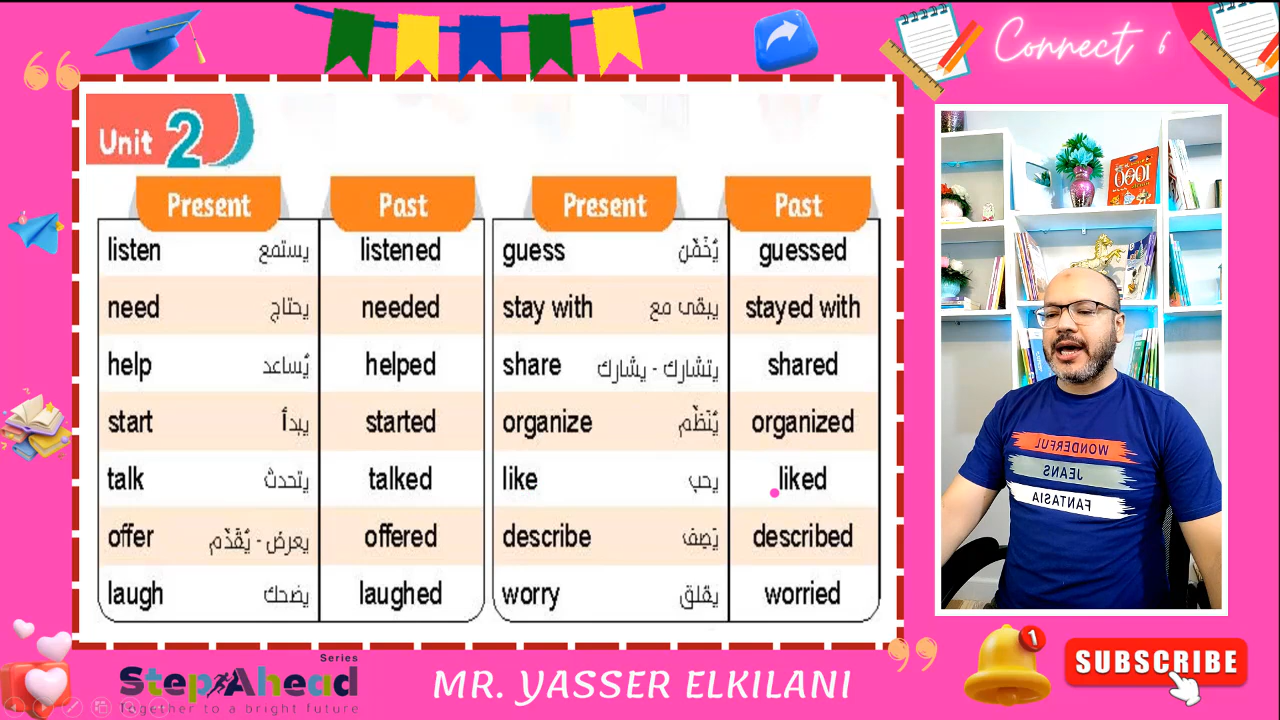 Connect 6
Unit 2
Present Past Present Past
listen يستمع listened guess يُخَمِّن guessed
need يحتاج needed stay with يبقى مع stayed with
help يُساعد helped share يتشارك - يشارك shared
start يبدأ started organize يُنَظِّم organized
talk يتحدث talked like يحب liked
offer يعرض - يُقَدِّم offered describe يَصِف described
laugh يضحك laughed worry يقلق worried
WONDERFUL
JEANS
FANTASIA
Series
StepAhead
Together to a bright future
MR. YASSER ELKILANI
1
SUBSCRIBE